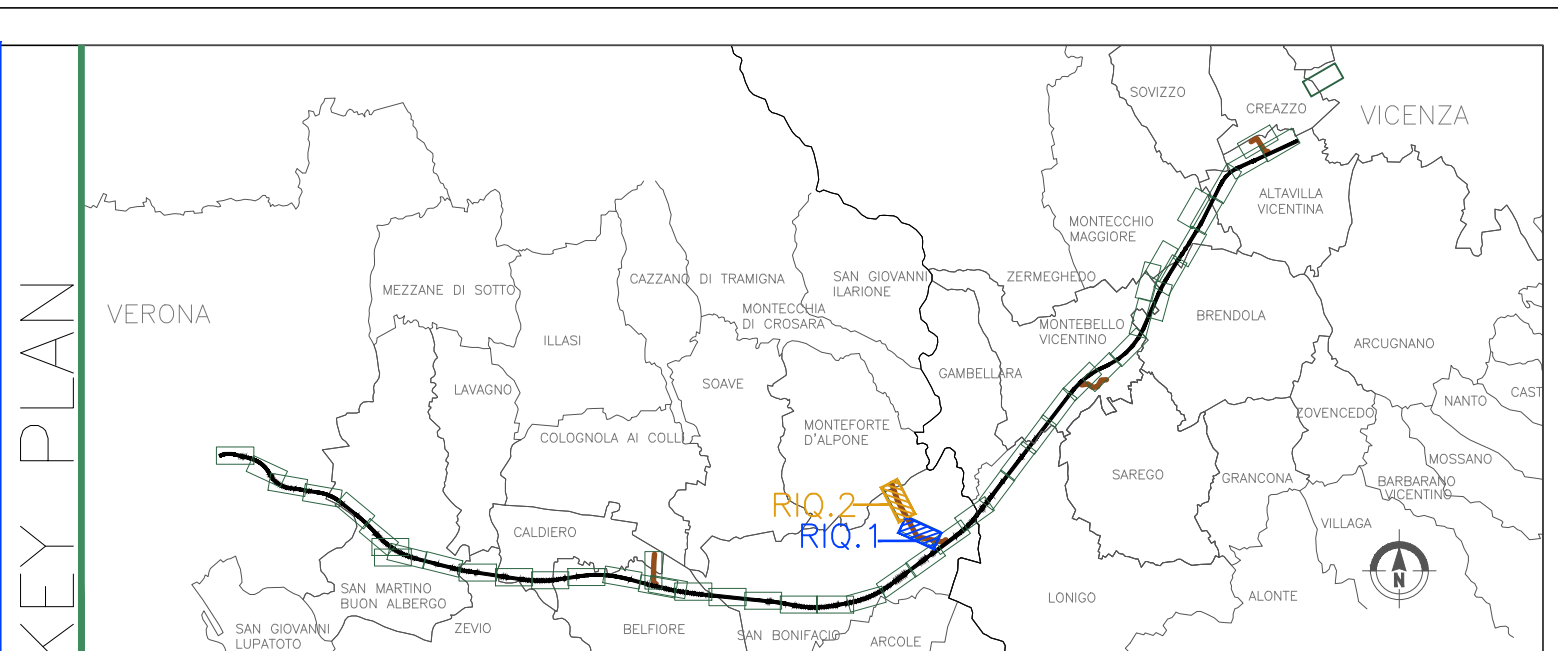 KEY PLAN
SOVIZZO
CREAZZO
VICENZA
ALTAVILLA
VICENTINA
MONTECCHIO
MAGGIORE
MEZZANE DI SOTTO
CAZZANO DI TRAMIGNA
SAN GIOVANNI
ILARIONE
ZERMEGHEDO
VERONA
MONTECCHIA
DI CROSARA
MONTEBELLO
VICENTINO
BRENDOLA
ILLASI
ARCUGNANO
GAMBELLARA
LAVAGNO
SOAVE
NANTO
CAST
ZOVENCEDO
COLOGNOLA AI COLLI
MONTEFORTE
D'ALPONE
MOSSANO
SAREGO
GRANCONA
BARBARANO
VICENTINO
RIQ.2
RIQ.1
VILLAGA
CALDIERO
N
SAN MARTINO
BUON ALBERGO
LONIGO
ALONTE
SAN GIOVANNI
LUPATOTO
ZEVIO
BELFIORE
SAN BONIFACIO
ARCOLE